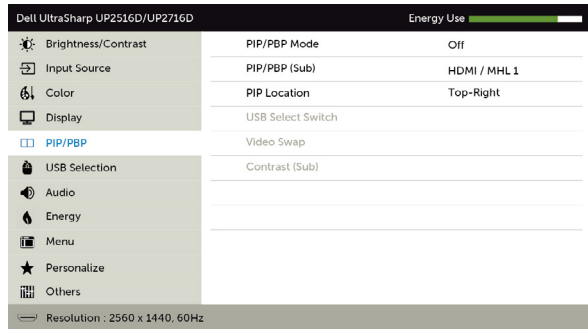 Dell UltraSharp UP2516D/UP2716D Energy Use
Brightness/Contrast PIP/PBP Mode Off
Input Source PIP/PBP (Sub) HDMI / MHL 1
Color PIP Location Top-Right
Display USB Select Switch
PIP/PBP Video Swap
USB Selection Contrast (Sub)
Audio
Energy
Menu
Personalize
Others
Resolution : 2560 x 1440, 60Hz